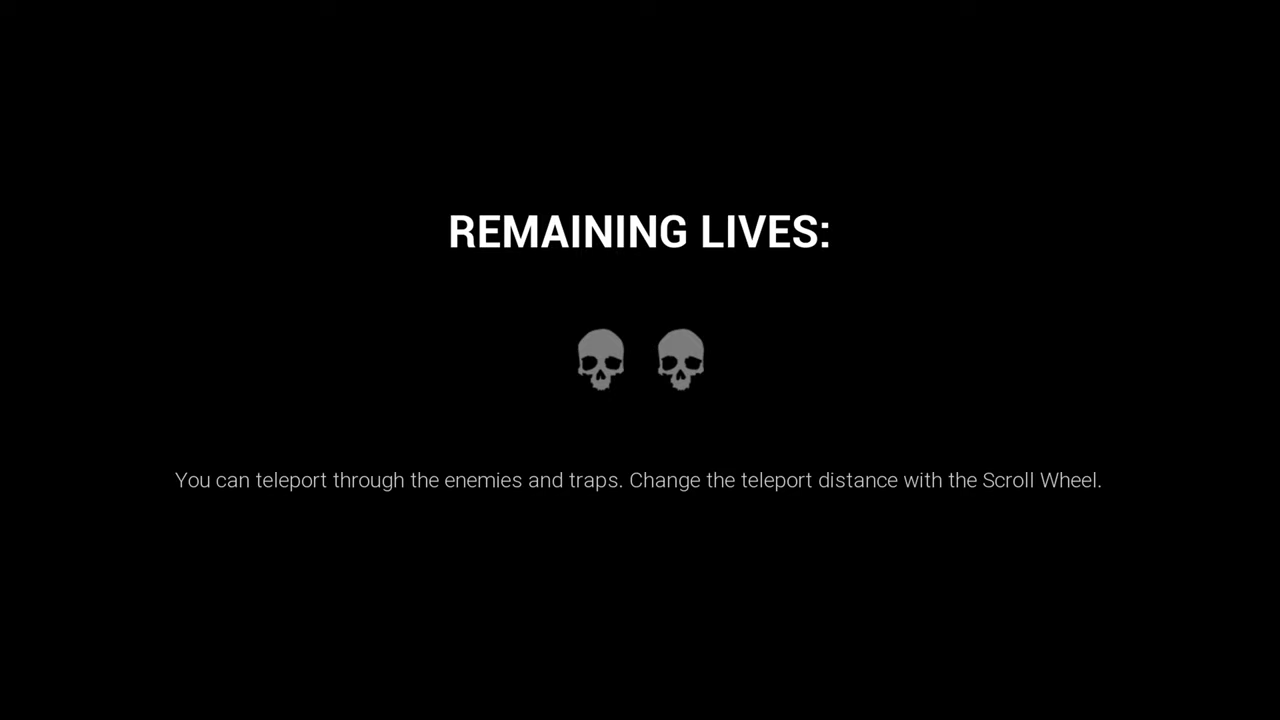 REMAINING LIVES:
You can teleport through the enemies and traps. Change the teleport distance with the Scroll Wheel.